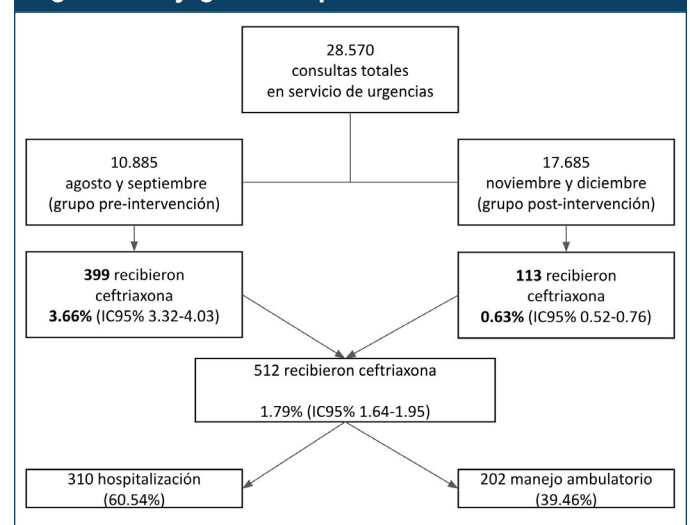 28.570
consultas totales
en servicio de urgencias
10.885
agosto y septiembre
(grupo pre-intervención)
17.685
noviembre y diciembre
(grupo post-intervención)
399 recibieron
ceftriaxona
3.66% (IC95% 3.32-4.03)
113 recibieron
ceftriaxona
0.63% (IC95% 0.52-0.76)
512 recibieron ceftriaxona
1.79% (IC95% 1.64-1.95)
310 hospitalización
(60.54%)
202 manejo ambulatorio
(39.46%)